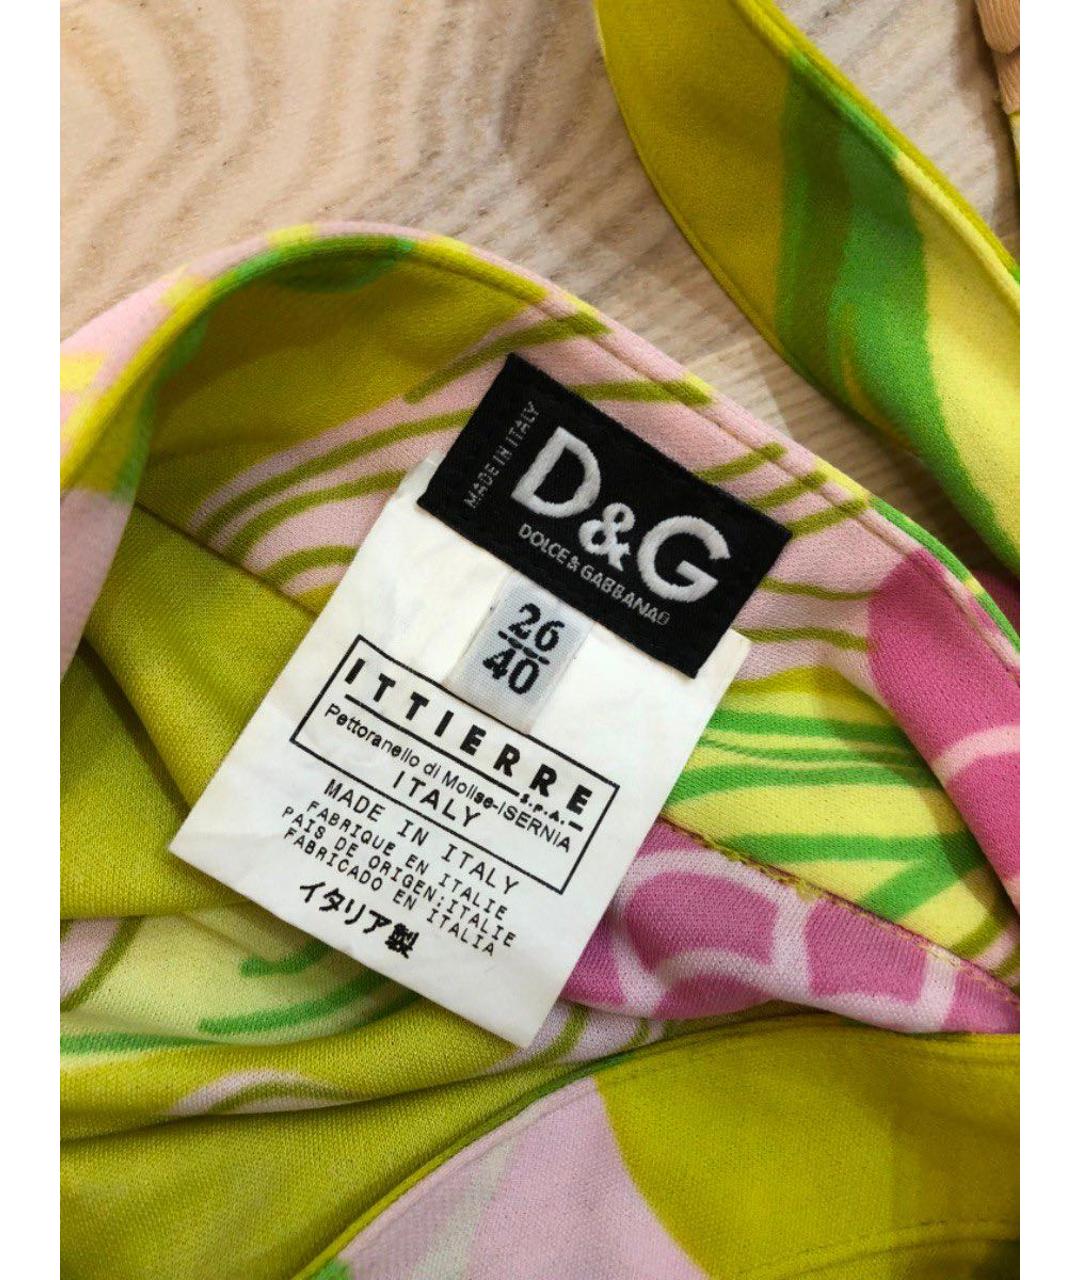 MADE IN ITALY
D&G
DOLCE & GABBANA®
26
40
ITTIERRE
s.p.a.
Pettoranello di Molise-ISERNIA
ITALY
MADE IN ITALY
FABRIQUE EN ITALIE
PAIS DE ORIGEN:ITALIE
FABRICADO EN ITALIA
イタリア製